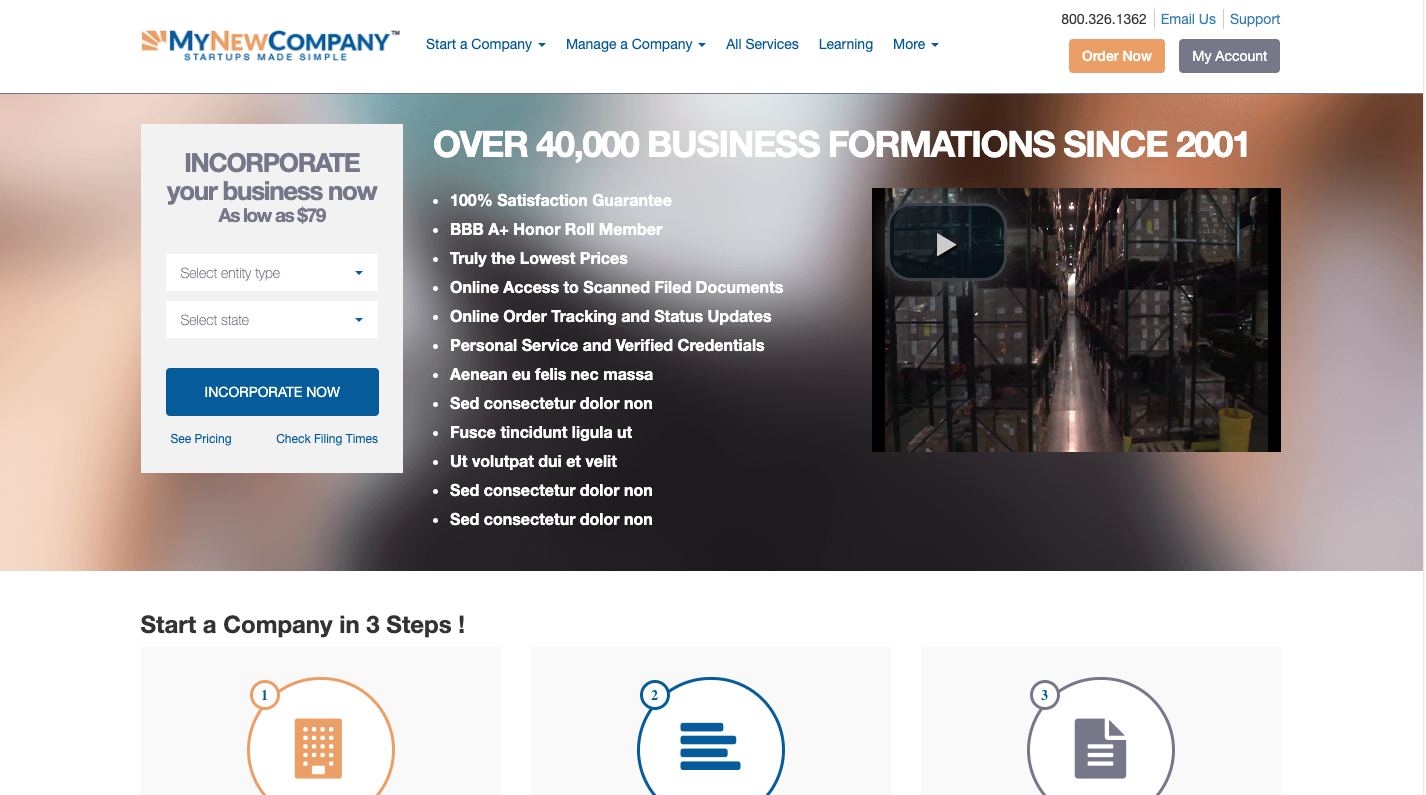 800.326.1362 Email Us Support
MYNEWCOMPANY™
STARTUPS MADE SIMPLE
Start a Company Manage a Company All Services Learning More
Order Now My Account
INCORPORATE
your business now
As low as $79
Select entity type
Select state
INCORPORATE NOW
See Pricing Check Filing Times
OVER 40,000 BUSINESS FORMATIONS SINCE 2001
100% Satisfaction Guarantee
BBB A+ Honor Roll Member
Truly the Lowest Prices
Online Access to Scanned Filed Documents
Online Order Tracking and Status Updates
Personal Service and Verified Credentials
Aenean eu felis nec massa
Sed consectetur dolor non
Fusce tincidunt ligula ut
Ut volutpat dui et velit
Sed consectetur dolor non
Sed consectetur dolor non
Start a Company in 3 Steps !
1
2
3